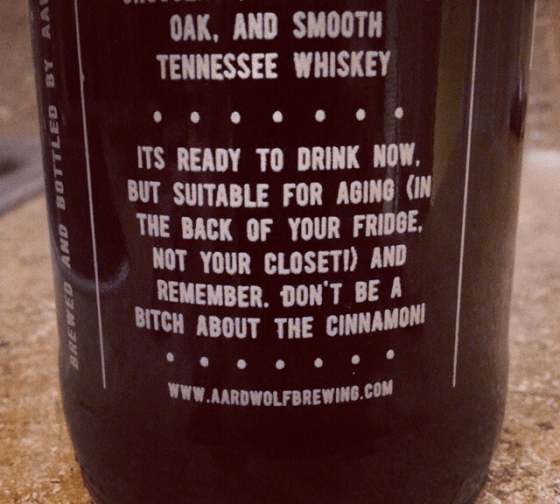 OAK, AND SMOOTH
TENNESSEE WHISKEY
ITS READY TO DRINK NOW,
BUT SUITABLE FOR AGING (IN
THE BACK OF YOUR FRIDGE,
NOT YOUR CLOSET!) AND
REMEMBER. DON'T BE A
BITCH ABOUT THE CINNAMON!
WWW.AARDWOLFBREWING.COM
BREWED AND BOTTLED BY